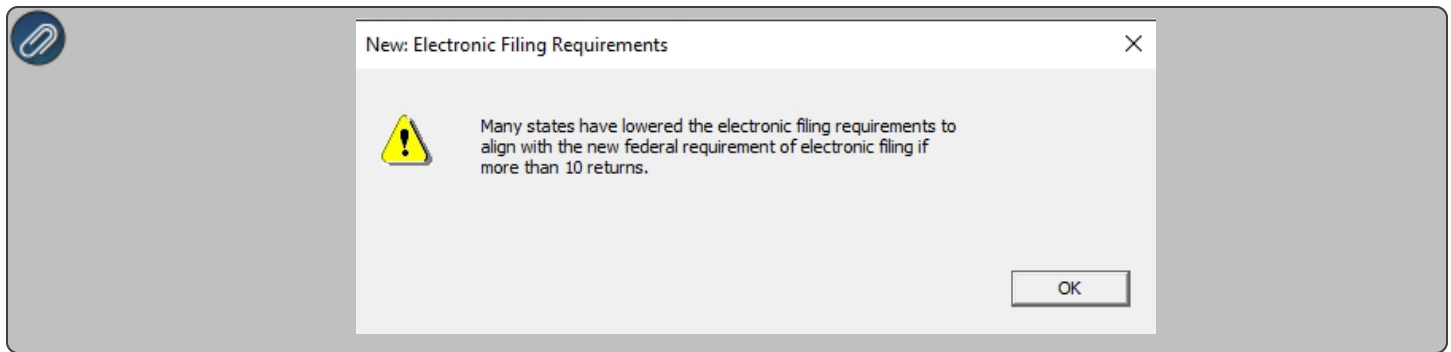 New: Electronic Filing Requirements
Many states have lowered the electronic filing requirements to
align with the new federal requirement of electronic filing if
more than 10 returns.
OK